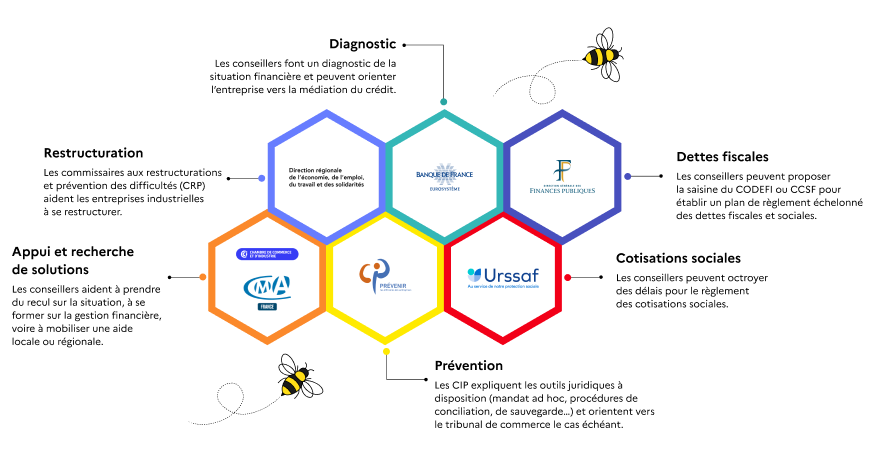 Diagnostic
Les conseillers font un diagnostic de la
situation financière et peuvent orienter
l'entreprise vers la médiation du crédit.
Restructuration
Les commissaires aux restructurations
et prévention des difficultés (CRP)
aident les entreprises industrielles
à se restructurer.
Direction régionale
de l'économie, de l'emploi,
du travail et des solidarités
BANQUE DE FRANCE
EUROSYSTÈME
DIRECTION GÉNÉRALE DES
FINANCES PUBLIQUES
Dettes fiscales
Les conseillers peuvent proposer
la saisine du CODEFI ou CCSF pour
établir un plan de règlement échelonné
des dettes fiscales et sociales.
Appui et recherche
de solutions
Les conseillers aident à prendre
du recul sur la situation, à se
former sur la gestion financière,
voire à mobiliser une aide
locale ou régionale.
CHAMBRE DE COMMERCE
ET D'INDUSTRIE
CMA
FRANCE
PRÉVENIR
Urssaf
Au service de notre protection sociale
Cotisations sociales
Les conseillers peuvent octroyer
des délais pour le règlement
des cotisations sociales.
Prévention
Les CIP expliquent les outils juridiques à
disposition (mandat ad hoc, procédures de
conciliation, de sauvegarde...) et orientent vers
le tribunal de commerce le cas échéant.